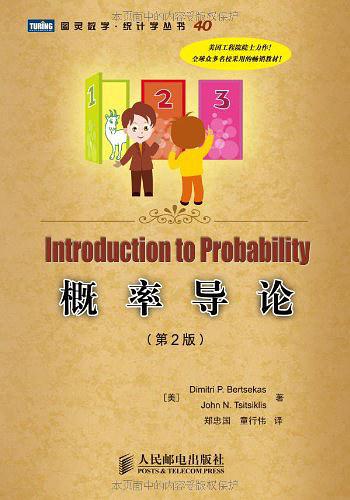 本页面中的内容受版权保护
TURING 图灵数学·统计学丛书 40
美国工程院院士力作!
全球众多名校采用的畅销教材!
1 2 3
Introduction to Probability
概率导论
(第2版)
[美] Dimitri P. Bertsekas 著
John N. Tsitsiklis
郑忠国 童行伟 译
人民邮电出版社
POSTS & TELECOM PRESS
本页面中的内容受版权保护